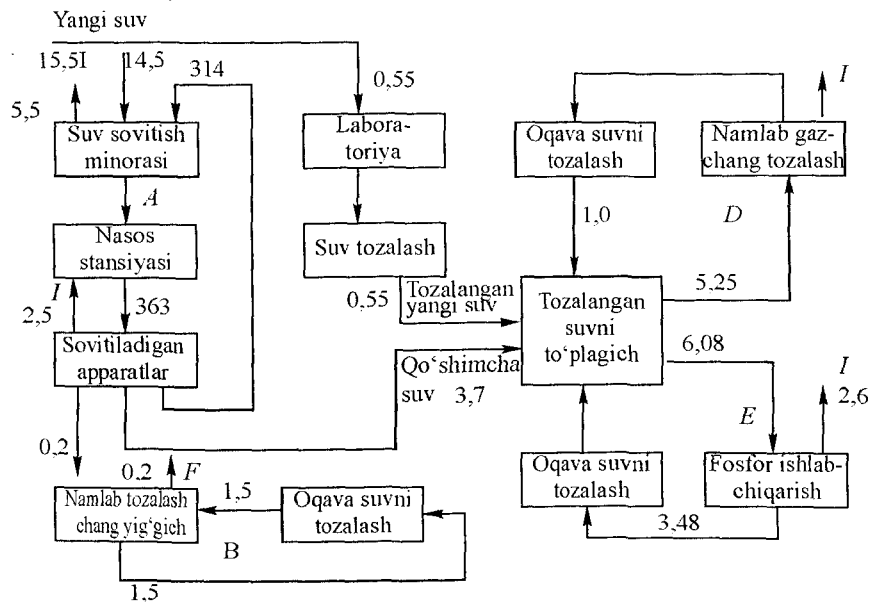 Yangi suv
15,5I
14,5
314
5,5
0,55
I
Suv sovitish
minorasi
Labora-
toriya
Oqava suvni
tozalash
Namlab gaz-
chang tozalash
A
1,0
D
Nasos
stansiyasi
Suv tozalash
I
2,5
363
0,55
Tozalangan
yangi suv
Tozalangan
suvni
to‘plagich
5,25
6,08
Sovitiladigan
apparatlar
Qo‘shimcha
suv 3,7
I
2,6
E
0,2
0,2
F
Namlab tozalash
chang yig‘gich
1,5
Oqava suvni
tozalash
Oqava suvni
tozalash
Fosfor ishlab-
chiqarish
3,48
B
1,5